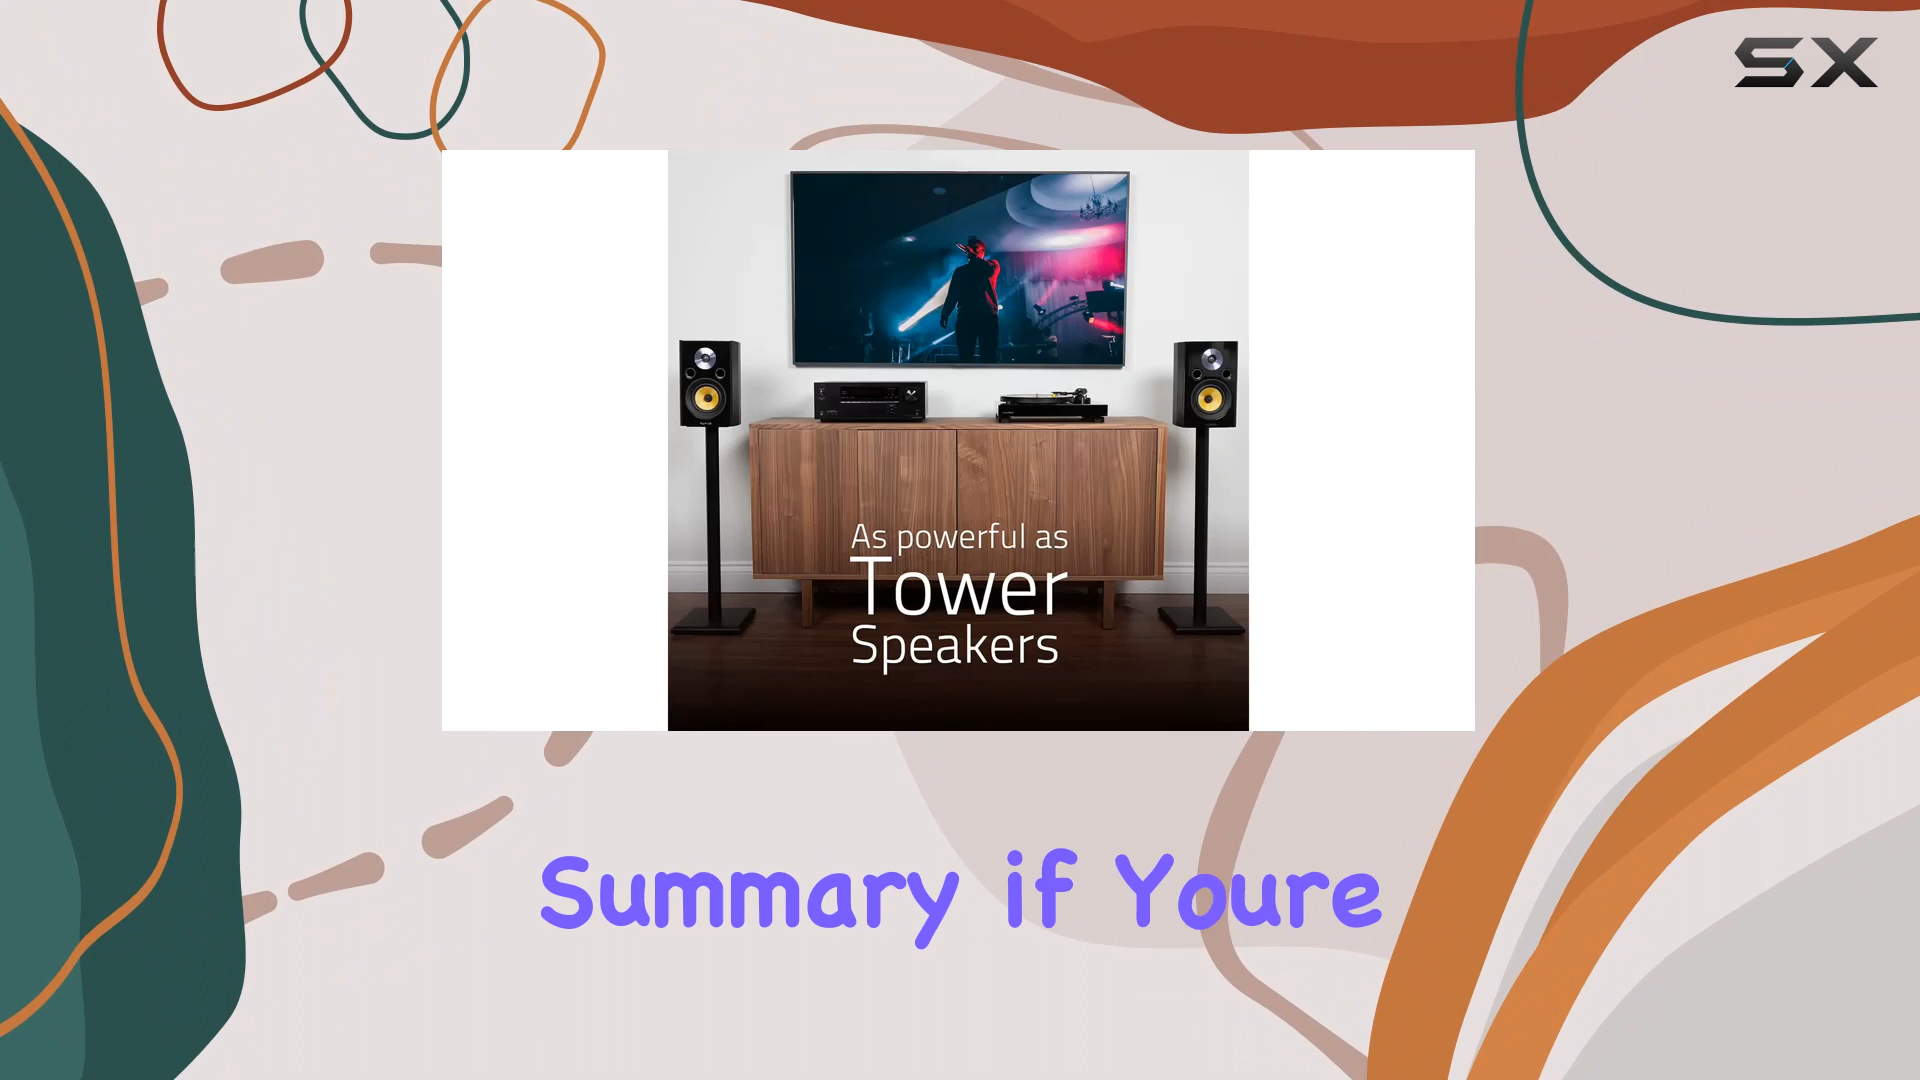 SX
As powerful as
Tower
Speakers
Summary if Youre